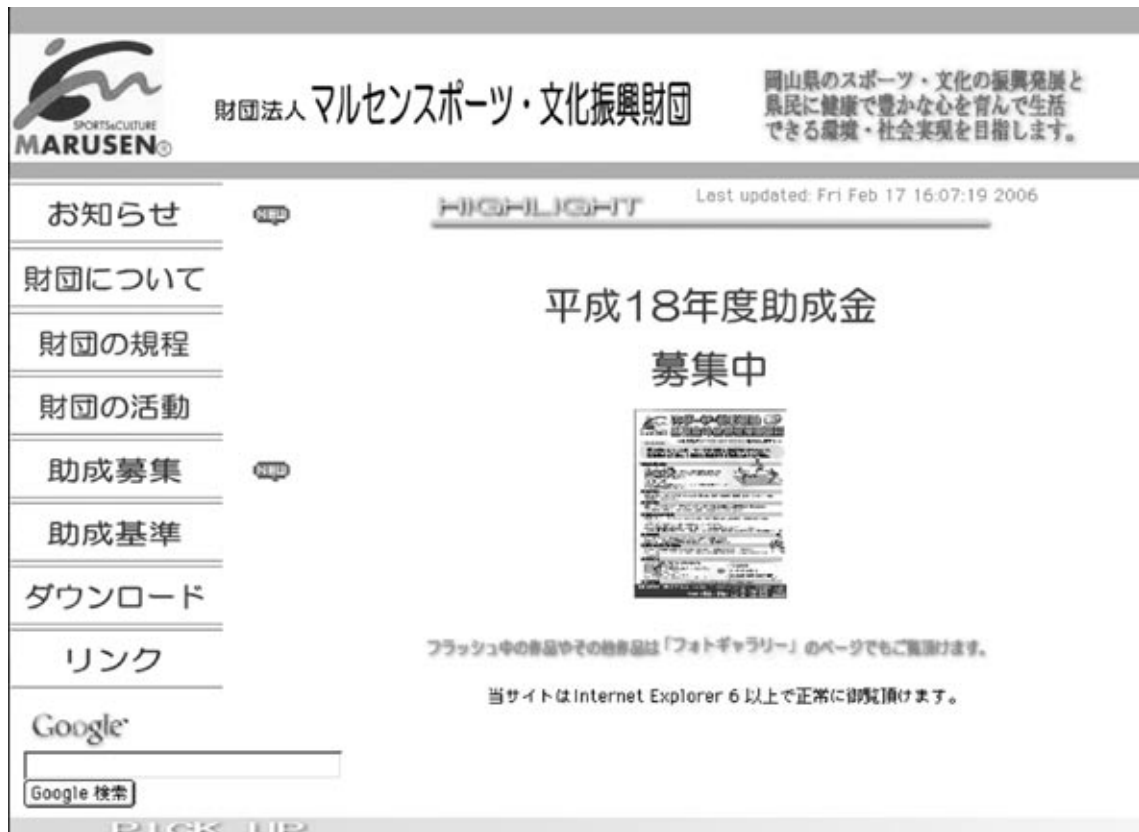 SPORTS&CULTURE
MARUSEN®
財団法人 マルセンスポーツ・文化振興財団
岡山県のスポーツ・文化の振興発展と
県民に健康で豊かな心を育んで生活
できる環境・社会実現を目指します。
お知らせ
NEW
財団について
財団の規程
財団の活動
助成募集
NEW
助成基準
ダウンロード
リンク
Google
Google 検索
HIGHLIGHT
Last updated: Fri Feb 17 16:07:19 2006
平成18年度助成金
募集中
フラッシュ中の作品やその他作品は「フォトギャラリー」のページでもご覧頂けます。
当サイトはInternet Explorer 6 以上で正常に御覧頂けます。
PICK UP